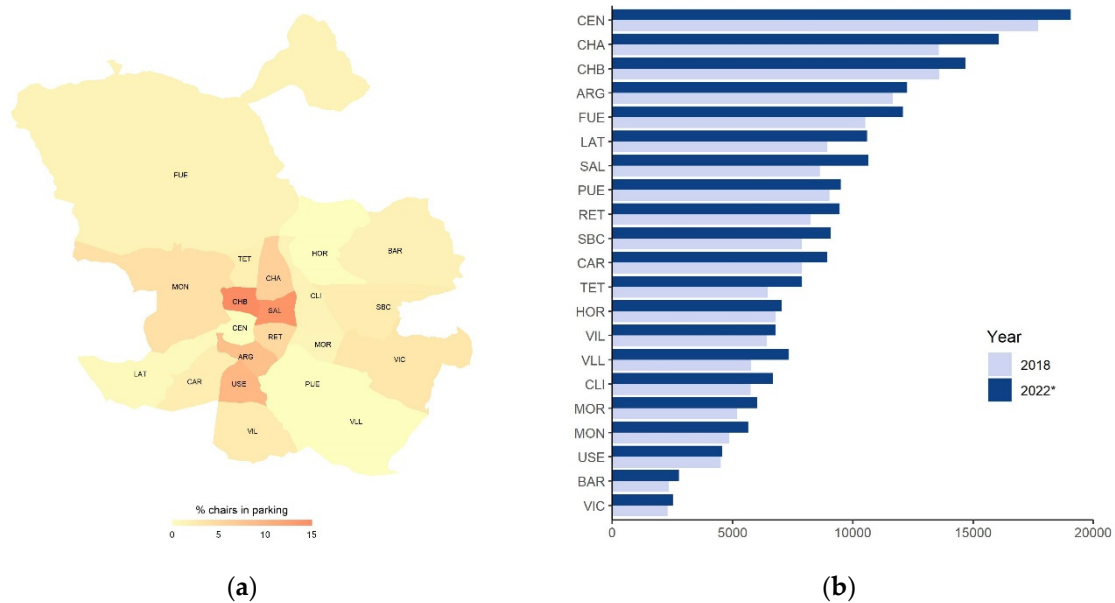 FUE
HOR
BAR
TET
CHA
MON
CLI
CHB
SAL
SBC
CEN
RET
MOR
ARG
VIC
LAT
CAR
USE
PUE
VLL
VIL
% chairs in parking
0 5 10 15
(a)
CEN
CHA
CHB
ARG
FUE
LAT
SAL
PUE
RET
SBC
CAR
TET
HOR
VIL
VLL
CLI
MOR
MON
USE
BAR
VIC
0 5000 10000 15000 20000
Year
2018
2022*
(b)